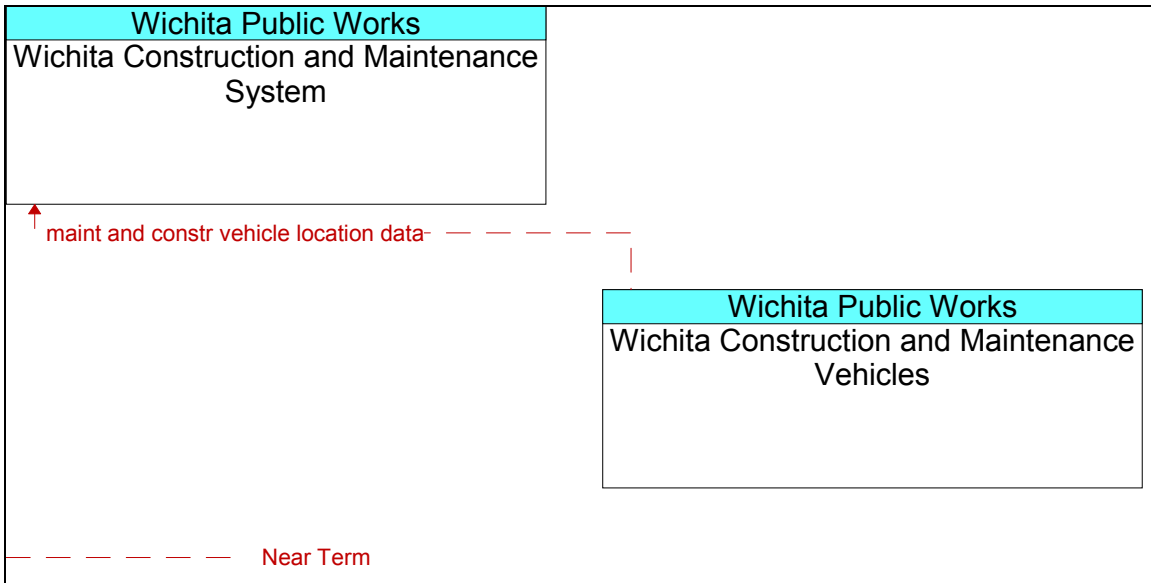 Wichita Public Works
Wichita Construction and Maintenance
System
maint and constr vehicle location data
Wichita Public Works
Wichita Construction and Maintenance
Vehicles
Near Term